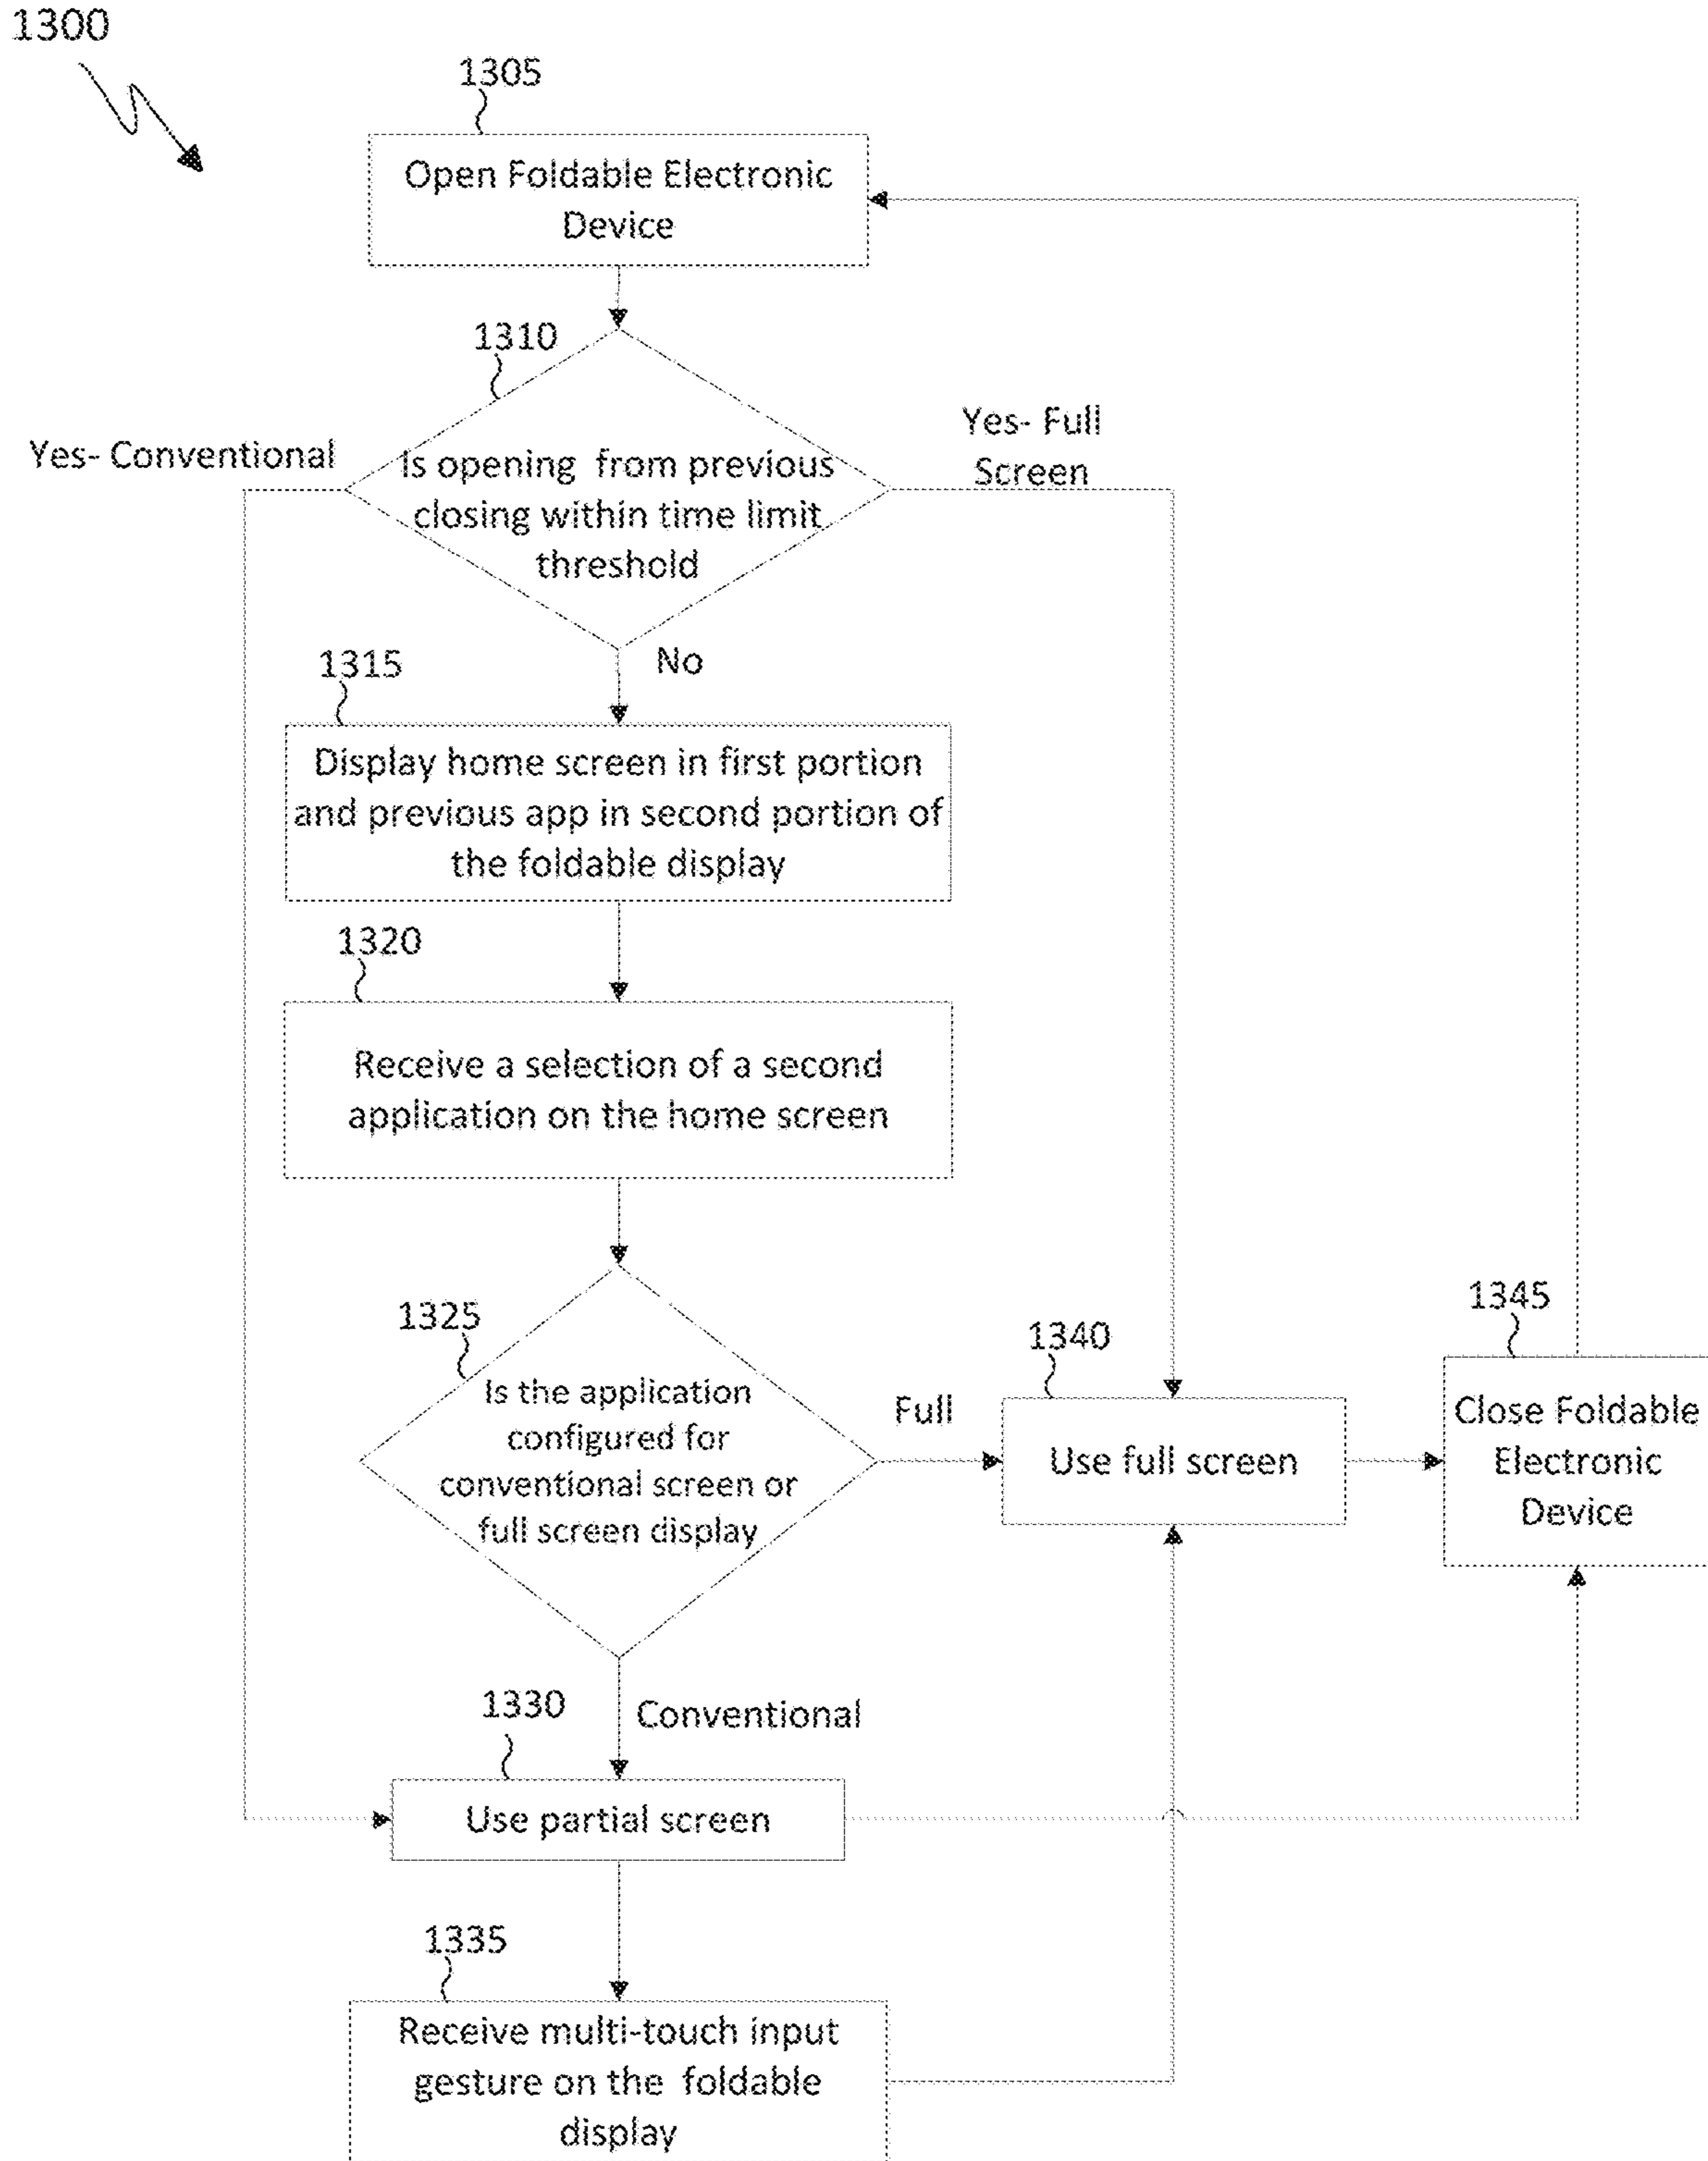 1300
1305
Open Foldable Electronic
Device
1310
Yes- Conventional
Yes- Full
Screen
Is opening from previous
closing within time limit
threshold
No
1315
Display home screen in first portion
and previous app in second portion of
the foldable display
1320
Receive a selection of a second
application on the home screen
1325
Is the application
configured for
conventional screen or
full screen display
Full
1340
Use full screen
1345
Close Foldable
Electronic
Device
Conventional
1330
Use partial screen
1335
Receive multi-touch input
gesture on the foldable
display